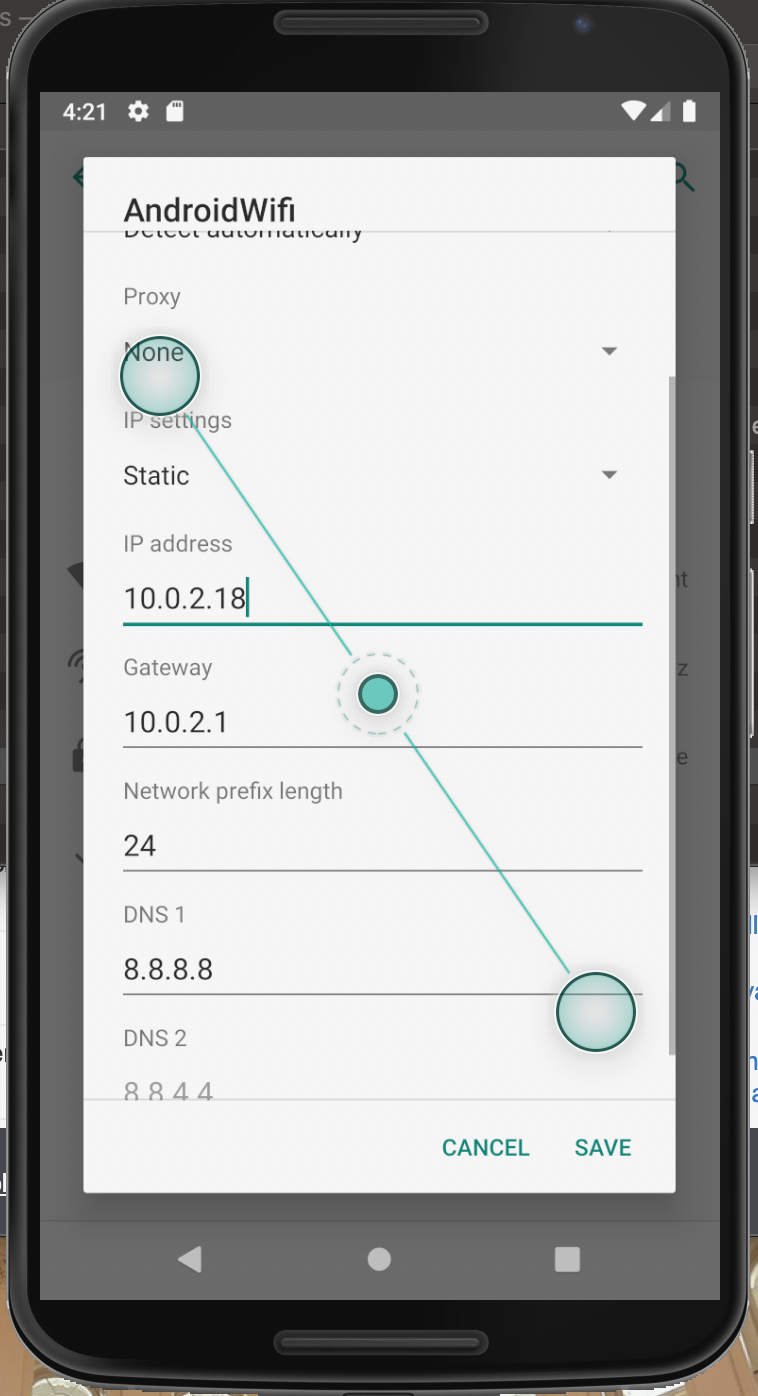 4:21
AndroidWifi
Detect automatically
Proxy
None
IP settings
Static
IP address
10.0.2.18
Gateway
10.0.2.1
Network prefix length
24
DNS 1
8.8.8.8
DNS 2
8.8.4.4
CANCEL
SAVE